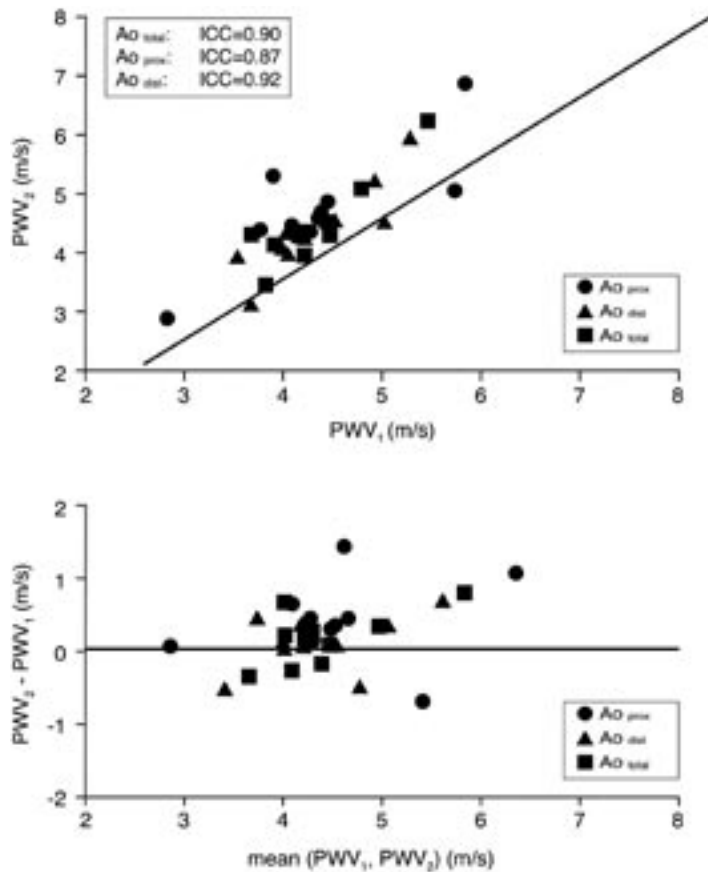 8
Ao total: ICC=0.90
Ao prox: ICC=0.87
Ao dist: ICC=0.92
7
6
5
4
3
2
PWV2 (m/s)
Ao prox
Ao dist
Ao total
2 3 4 5 6 7 8
PWV1 (m/s)
2
1
0
-1
-2
PWV2 - PWV1 (m/s)
Ao prox
Ao dist
Ao total
2 3 4 5 6 7 8
mean (PWV1, PWV2) (m/s)